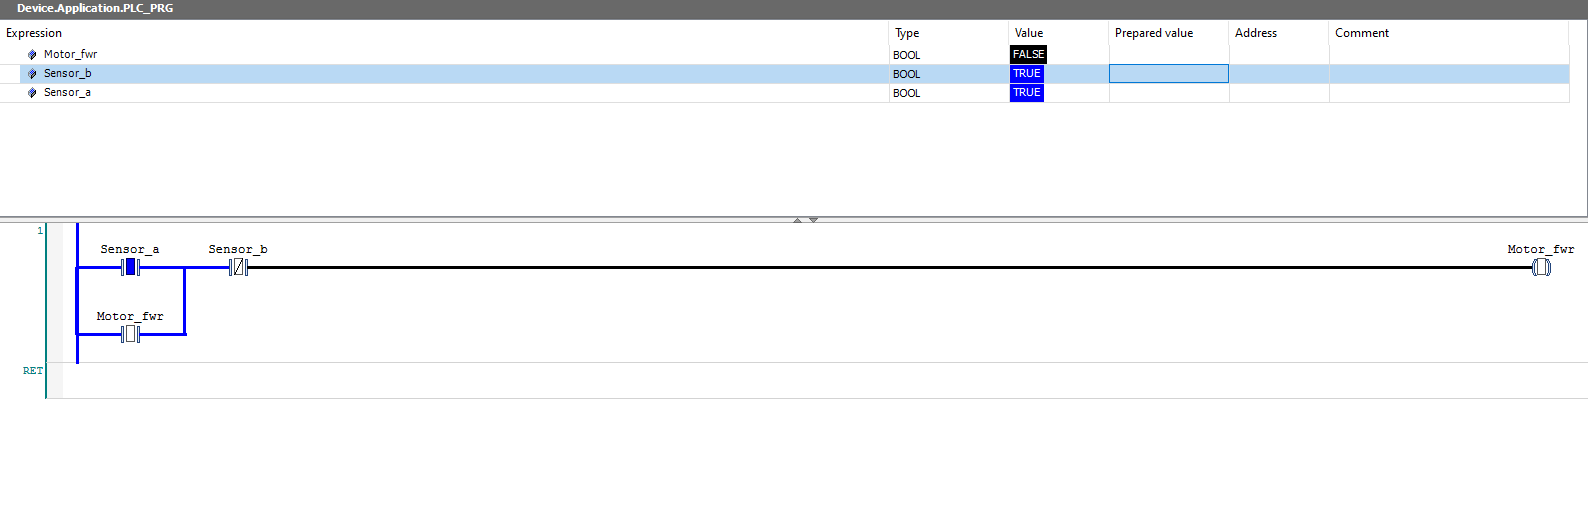 Device.Application.PLC_PRG
Expression Type Value Prepared value Address Comment
Motor_fwr BOOL FALSE
Sensor_b BOOL TRUE
Sensor_a BOOL TRUE
1
Sensor_a Sensor_b Motor_fwr
Motor_fwr
RET